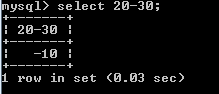 mysql> select 20-30;
+-------+
| 20-30 |
+-------+
|   -10 |
+-------+
1 row in set (0.03 sec)